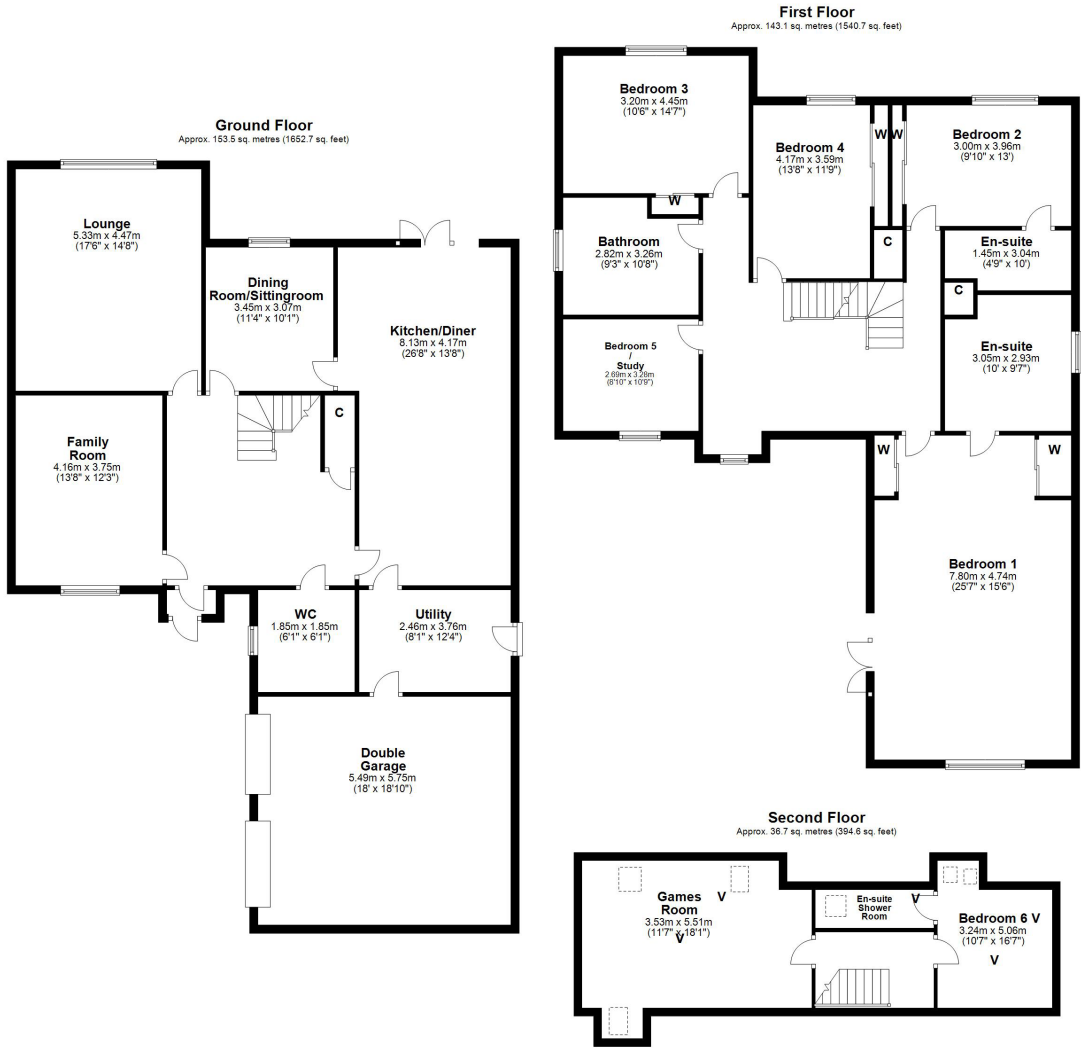 Ground Floor
Approx. 153.5 sq. metres (1652.7 sq. feet)
Lounge
5.33m x 4.47m
(17'6" x 14'8")
Dining
Room/Sittingroom
3.45m x 3.07m
(11'4" x 10'1")
Kitchen/Diner
8.13m x 4.17m
(26'8" x 13'8")
C
Family
Room
4.16m x 3.75m
(13'8" x 12'3")
WC
1.85m x 1.85m
(6'1" x 6'1")
Utility
2.46m x 3.76m
(8'1" x 12'4")
Double
Garage
5.49m x 5.75m
(18' x 18'10")
First Floor
Approx. 143.1 sq. metres (1540.7 sq. feet)
Bedroom 3
3.20m x 4.45m
(10'6" x 14'7")
W
Bedroom 4
4.17m x 3.59m
(13'8" x 11'9")
W
W
Bedroom 2
3.00m x 3.96m
(9'10" x 13')
Bathroom
2.82m x 3.26m
(9'3" x 10'8")
C
En-suite
1.45m x 3.04m
(4'9" x 10')
C
En-suite
3.05m x 2.93m
(10' x 9'7")
Bedroom 5
/
Study
2.69m x 3.28m
(8'10" x 10'9")
W
W
Bedroom 1
7.80m x 4.74m
(25'7" x 15'6")
Second Floor
Approx. 36.7 sq. metres (394.6 sq. feet)
Games
Room
3.53m x 5.51m
(11'7" x 18'1")
V
V
En-suite
Shower
Room
V
Bedroom 6 V
3.24m x 5.06m
(10'7" x 16'7")
V